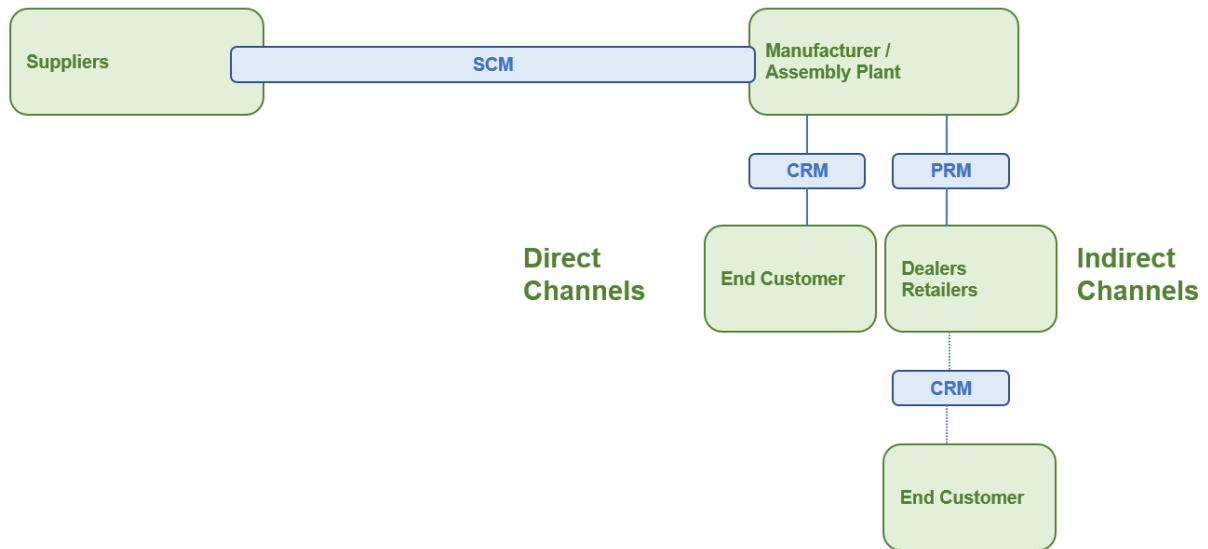 Suppliers
SCM
Manufacturer /
Assembly Plant
CRM
PRM
Direct
Channels
End Customer
Dealers
Retailers
Indirect
Channels
CRM
End Customer